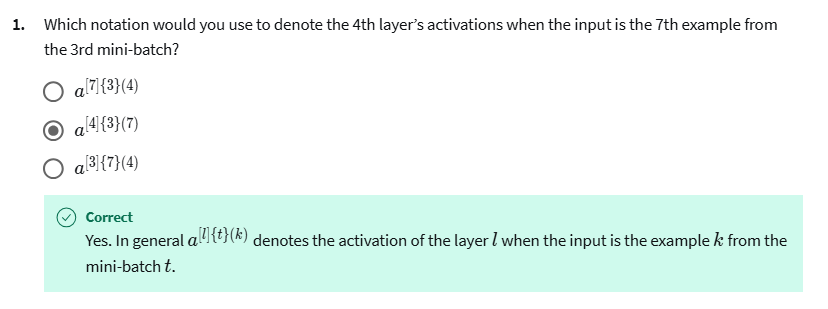 1. Which notation would you use to denote the 4th layer’s activations when the input is the 7th example from
the 3rd mini-batch?
a[7]{3}(4)
a[4]{3}(7)
a[3]{7}(4)
Correct
Yes. In general a[l]{t}(k) denotes the activation of the layer l when the input is the example k from the
mini-batch t.